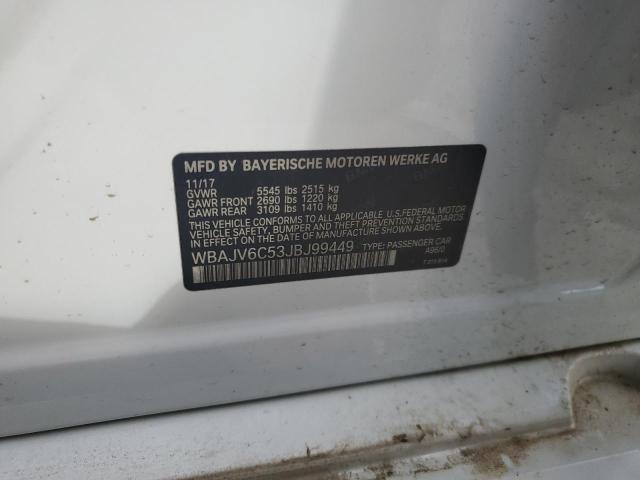 MFD BY BAYERISCHE MOTOREN WERKE AG
11/17
GVWR 5545 lbs 2515 kg
GAWR FRONT 2690 lbs 1220 kg
GAWR REAR 3109 lbs 1410 kg
THIS VEHICLE CONFORMS TO ALL APPLICABLE U.S.FEDERAL MOTOR
VEHICLE SAFETY, BUMPER, AND THEFT PREVENTION STANDARDS
IN EFFECT ON THE DATE OF MANUFACTURE SHOWN ABOVE.
WBAJV6C53JBJ99449 TYPE: PASSENGER CAR
A96/0